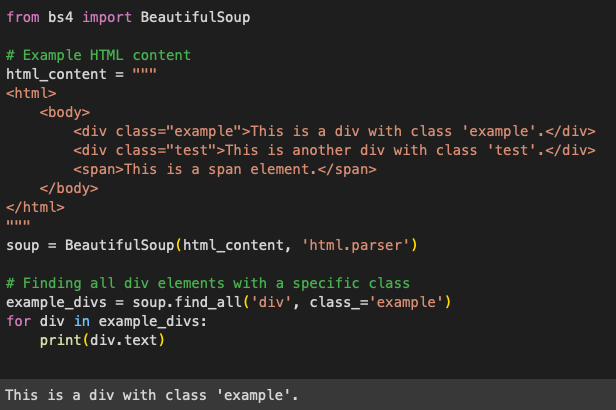 from bs4 import BeautifulSoup

# Example HTML content
html_content = """
<html>
    <body>
        <div class="example">This is a div with class 'example'.</div>
        <div class="test">This is another div with class 'test'.</div>
        <span>This is a span element.</span>
    </body>
</html>
"""
soup = BeautifulSoup(html_content, 'html.parser')

# Finding all div elements with a specific class
example_divs = soup.find_all('div', class_='example')
for div in example_divs:
    print(div.text)

This is a div with class 'example'.